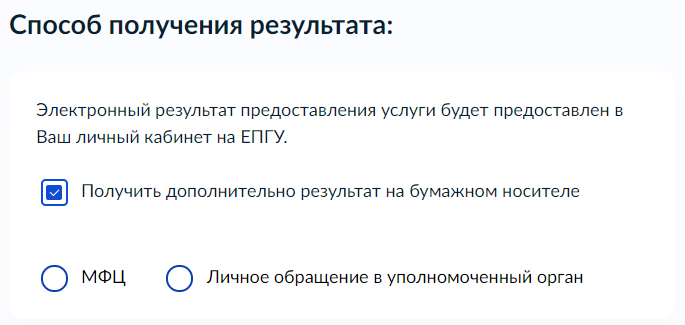 Способ получения результата:
Электронный результат предоставления услуги будет предоставлен в
Ваш личный кабинет на ЕПГУ.
Получить дополнительно результат на бумажном носителе
МФЦ Личное обращение в уполномоченный орган